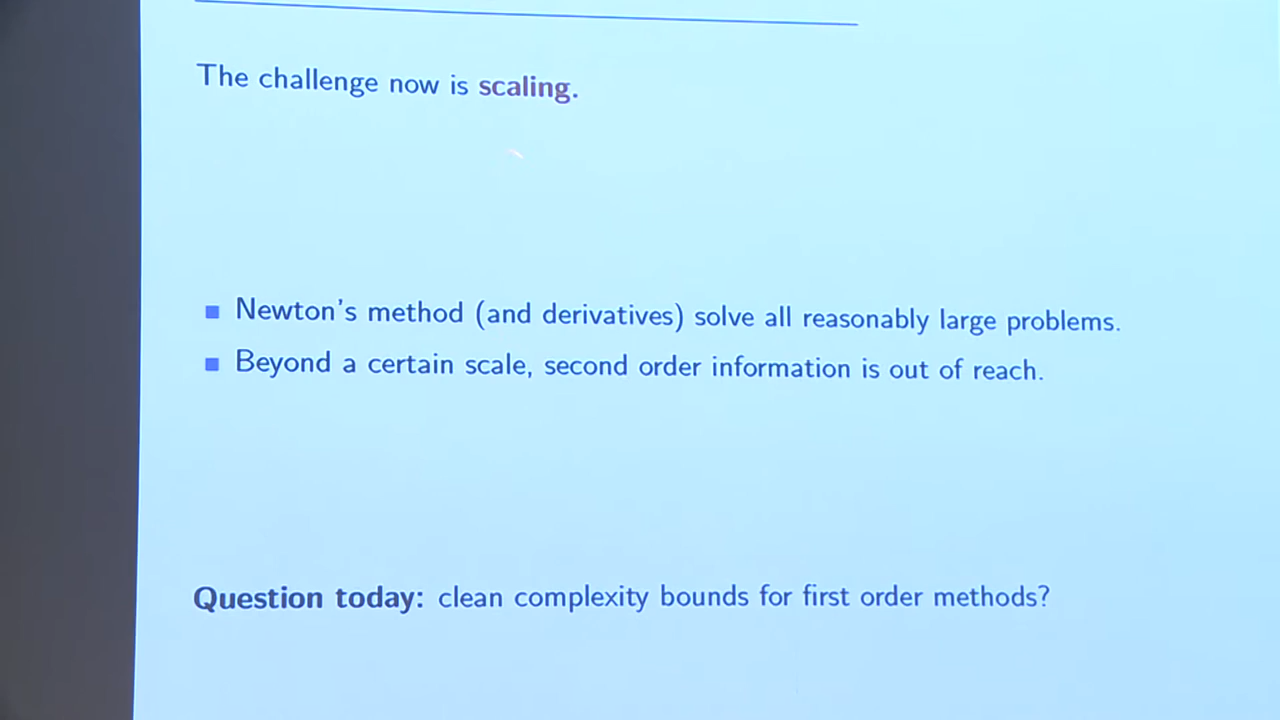 The challenge now is scaling.
Newton's method (and derivatives) solve all reasonably large problems.
Beyond a certain scale, second order information is out of reach.
Question today: clean complexity bounds for first order methods?